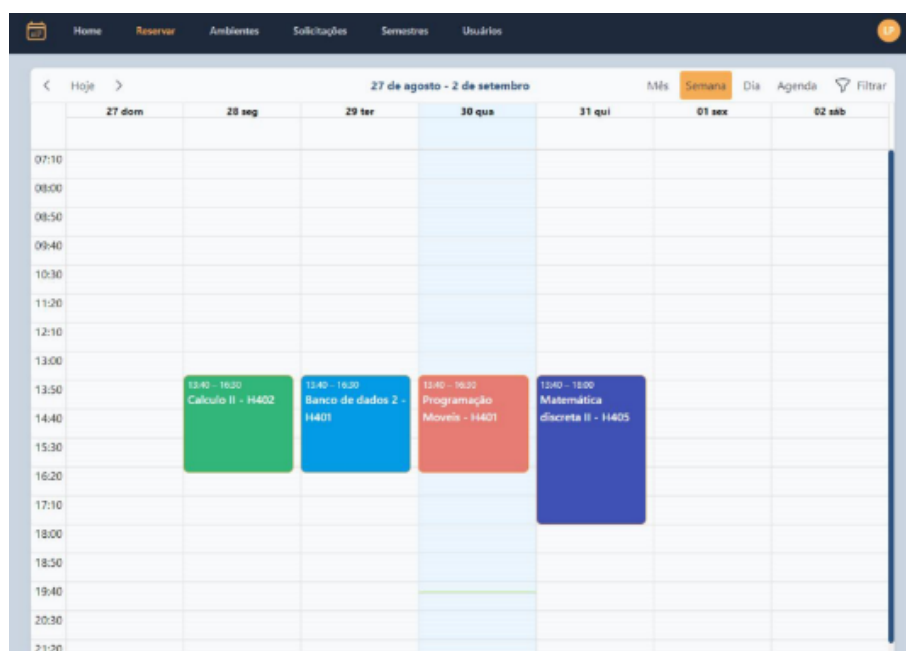 Home Reservar Ambientes Solicitações Semestres Usuários LP
Hoje 27 de agosto - 2 de setembro Mês Semana Dia Agenda Filtrar
27 dom 28 seg 29 ter 30 qua 31 qui 01 sex 02 sáb
07:10
08:00
08:50
09:40
10:30
11:20
12:10
13:00
13:50
13:40 – 16:30
Calculo II - H402
13:40 – 16:30
Banco de dados 2 -
H401
13:40 – 16:30
Programação
Moveis - H401
13:40 – 18:00
Matemática
discreta II - H405
14:40
15:30
16:20
17:10
18:00
18:50
19:40
20:30
21:20